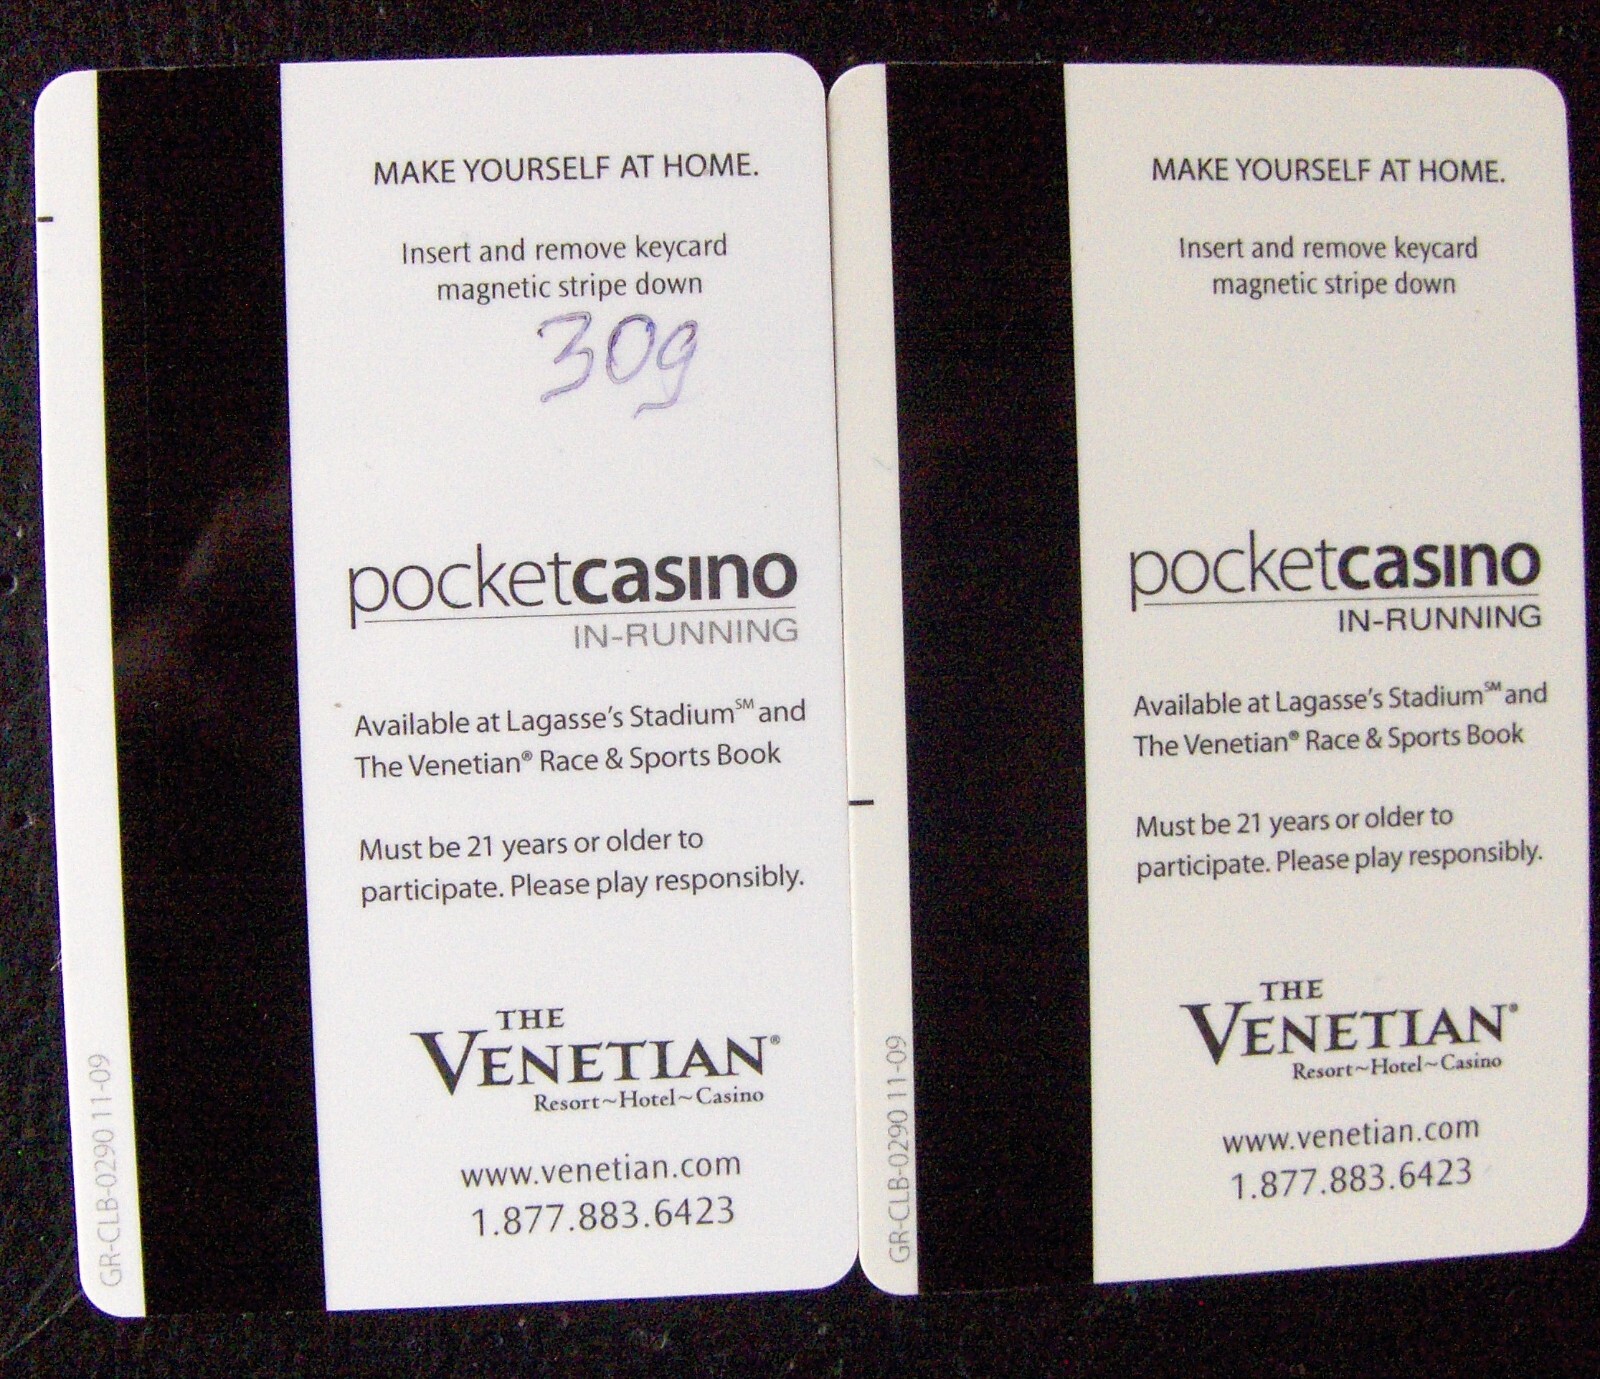 MAKE YOURSELF AT HOME.
Insert and remove keycard
magnetic stripe down
30g
pocketcasino
IN-RUNNING
Available at Lagasse's Stadium℠ and
The Venetian® Race & Sports Book
Must be 21 years or older to
participate. Please play responsibly.
THE
VENETIAN®
Resort~Hotel~Casino
www.venetian.com
1.877.883.6423
GR-CLB-0290 11-09
MAKE YOURSELF AT HOME.
Insert and remove keycard
magnetic stripe down
pocketcasino
IN-RUNNING
Available at Lagasse's Stadium℠ and
The Venetian® Race & Sports Book
Must be 21 years or older to
participate. Please play responsibly.
THE
VENETIAN®
Resort~Hotel~Casino
www.venetian.com
1.877.883.6423
GR-CLB-0290 11-09